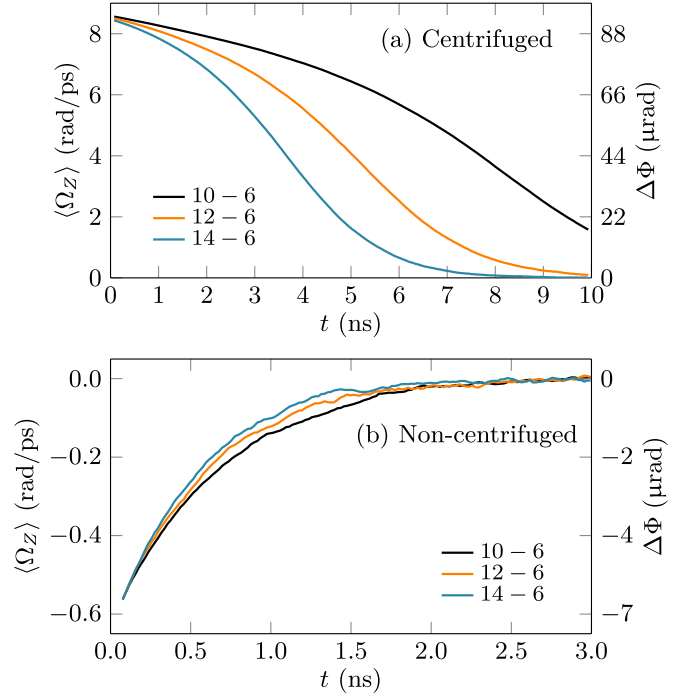 (a) Centrifuged
⟨Ω_Z⟩ (rad/ps)
8
6
4
2
0
88
66
44
22
0
ΔΦ (μrad)
10 − 6
12 − 6
14 − 6
0 1 2 3 4 5 6 7 8 9 10
t (ns)
(b) Non-centrifuged
⟨Ω_Z⟩ (rad/ps)
0.0
−0.2
−0.4
−0.6
0
−2
−4
−7
ΔΦ (μrad)
10 − 6
12 − 6
14 − 6
0.0 0.5 1.0 1.5 2.0 2.5 3.0
t (ns)